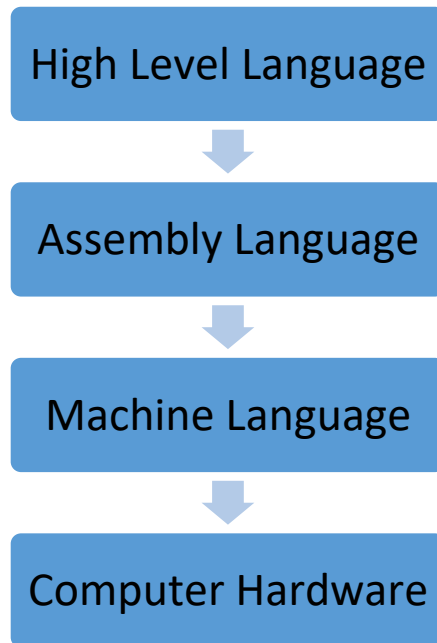 High Level Language
Assembly Language
Machine Language
Computer Hardware